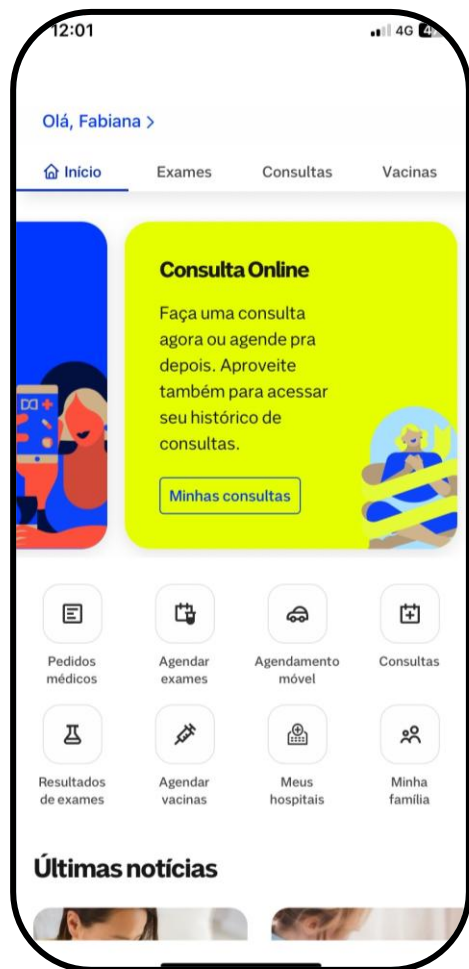 12:01
4G
Olá, Fabiana >
Início
Exames
Consultas
Vacinas
Consulta Online
Faça uma consulta
agora ou agende pra
depois. Aproveite
também para acessar
seu histórico de
consultas.
Minhas consultas
Pedidos
médicos
Agendar
exames
Agendamento
móvel
Consultas
Resultados
de exames
Agendar
vacinas
Meus
hospitais
Minha
família
Últimas notícias